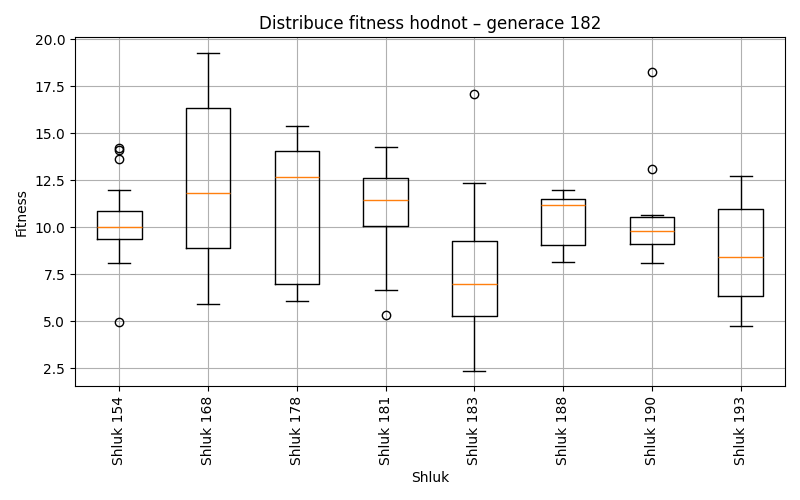 Distribuce fitness hodnot – generace 182
Fitness
20.0
17.5
15.0
12.5
10.0
7.5
5.0
2.5
Shluk 154
Shluk 168
Shluk 178
Shluk 181
Shluk 183
Shluk 188
Shluk 190
Shluk 193
Shluk